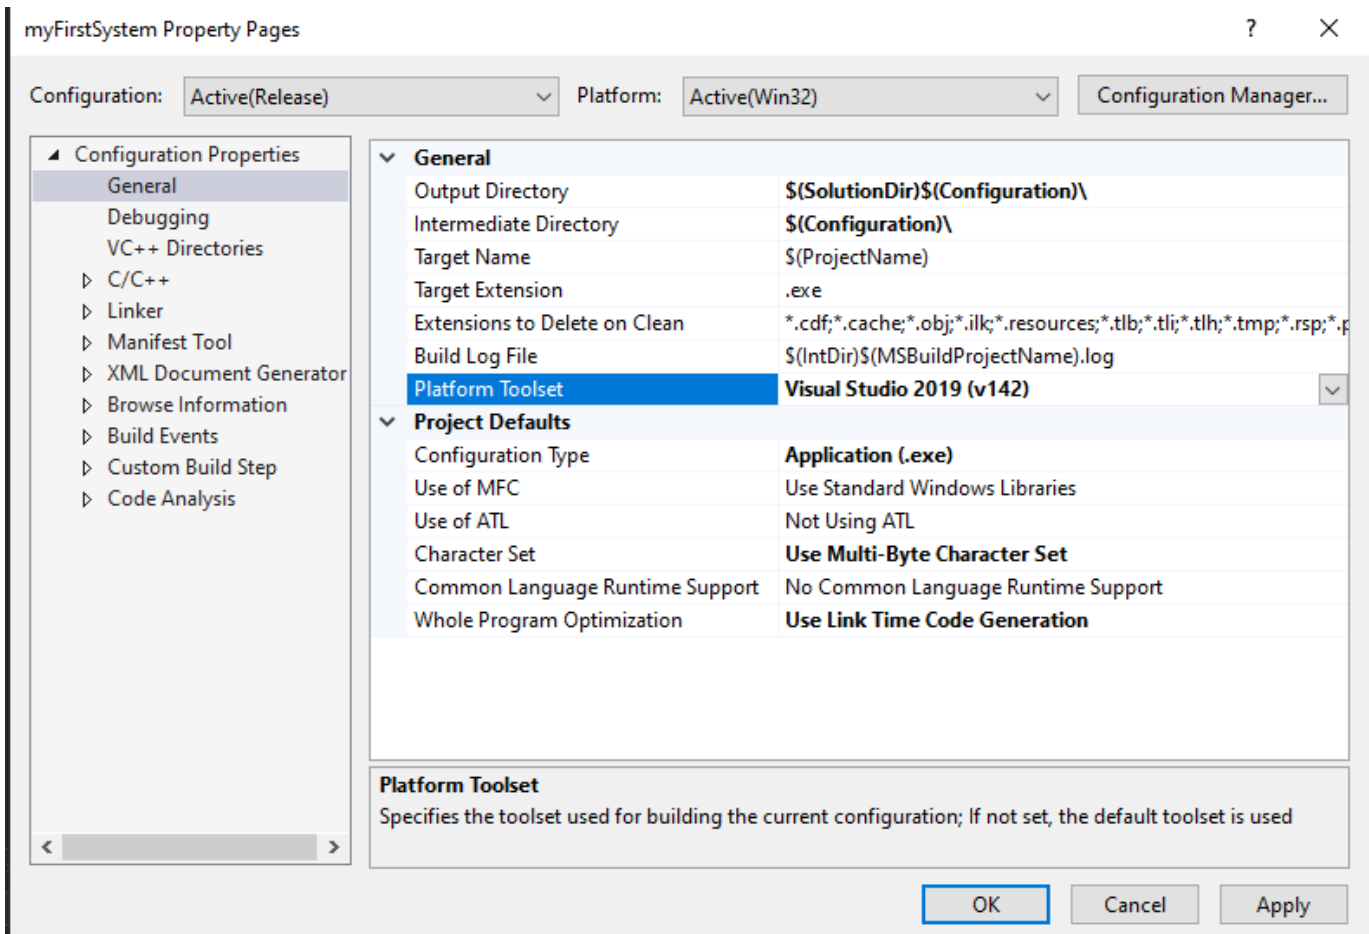 myFirstSystem Property Pages
?
Configuration: Active(Release) Platform: Active(Win32) Configuration Manager...
Configuration Properties
General
Debugging
VC++ Directories
C/C++
Linker
Manifest Tool
XML Document Generator
Browse Information
Build Events
Custom Build Step
Code Analysis
General
Output Directory $(SolutionDir)$(Configuration)\
Intermediate Directory $(Configuration)\
Target Name $(ProjectName)
Target Extension .exe
Extensions to Delete on Clean *.cdf;*.cache;*.obj;*.ilk;*.resources;*.tlb;*.tli;*.tlh;*.tmp;*.rsp;*.p
Build Log File $(IntDir)$(MSBuildProjectName).log
Platform Toolset Visual Studio 2019 (v142)
Project Defaults
Configuration Type Application (.exe)
Use of MFC Use Standard Windows Libraries
Use of ATL Not Using ATL
Character Set Use Multi-Byte Character Set
Common Language Runtime Support No Common Language Runtime Support
Whole Program Optimization Use Link Time Code Generation
Platform Toolset
Specifies the toolset used for building the current configuration; If not set, the default toolset is used
OK Cancel Apply